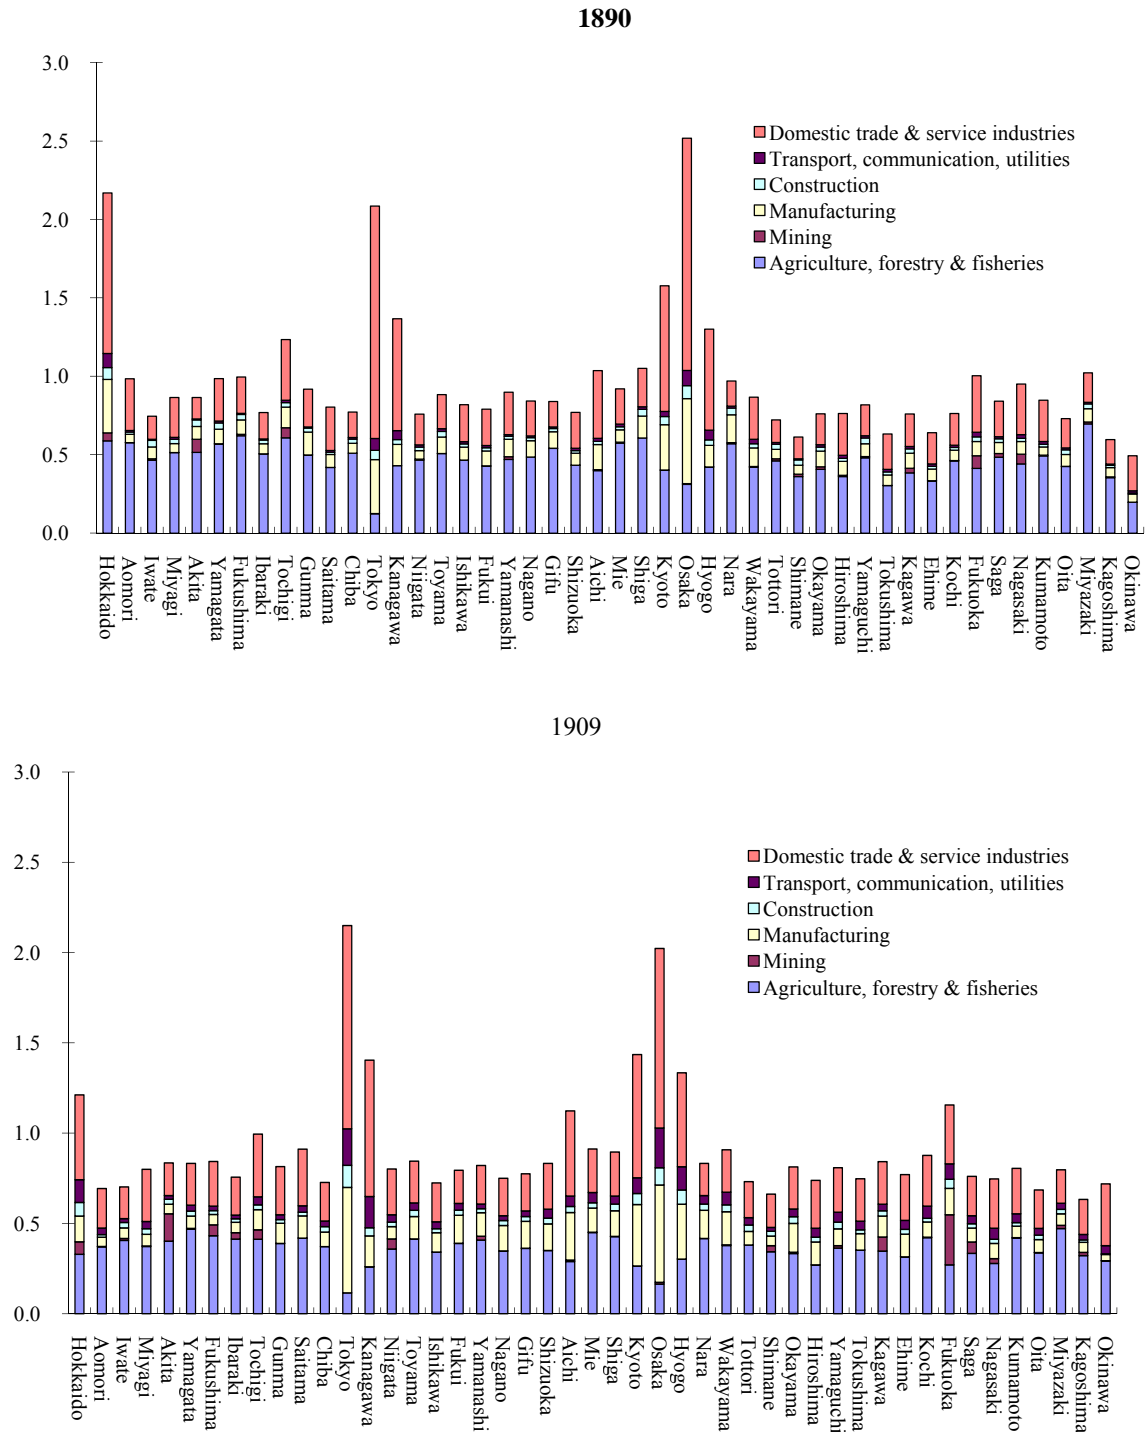 1890
3.0
2.5
2.0
1.5
1.0
0.5
0.0
Domestic trade & service industries
Transport, communication, utilities
Construction
Manufacturing
Mining
Agriculture, forestry & fisheries
Hokkaido
Aomori
Iwate
Miyagi
Akita
Yamagata
Fukushima
Ibaraki
Tochigi
Gunma
Saitama
Chiba
Tokyo
Kanagawa
Niigata
Toyama
Ishikawa
Fukui
Yamanashi
Nagano
Gifu
Shizuoka
Aichi
Mie
Shiga
Kyoto
Osaka
Hyogo
Nara
Wakayama
Tottori
Shimane
Okayama
Hiroshima
Yamaguchi
Tokushima
Kagawa
Ehime
Kochi
Fukuoka
Saga
Nagasaki
Kumamoto
Oita
Miyazaki
Kagoshima
Okinawa
1909
3.0
2.5
2.0
1.5
1.0
0.5
0.0
Domestic trade & service industries
Transport, communication, utilities
Construction
Manufacturing
Mining
Agriculture, forestry & fisheries
Hokkaido
Aomori
Iwate
Miyagi
Akita
Yamagata
Fukushima
Ibaraki
Tochigi
Gunma
Saitama
Chiba
Tokyo
Kanagawa
Niigata
Toyama
Ishikawa
Fukui
Yamanashi
Nagano
Gifu
Shizuoka
Aichi
Mie
Shiga
Kyoto
Osaka
Hyogo
Nara
Wakayama
Tottori
Shimane
Okayama
Hiroshima
Yamaguchi
Tokushima
Kagawa
Ehime
Kochi
Fukuoka
Saga
Nagasaki
Kumamoto
Oita
Miyazaki
Kagoshima
Okinawa